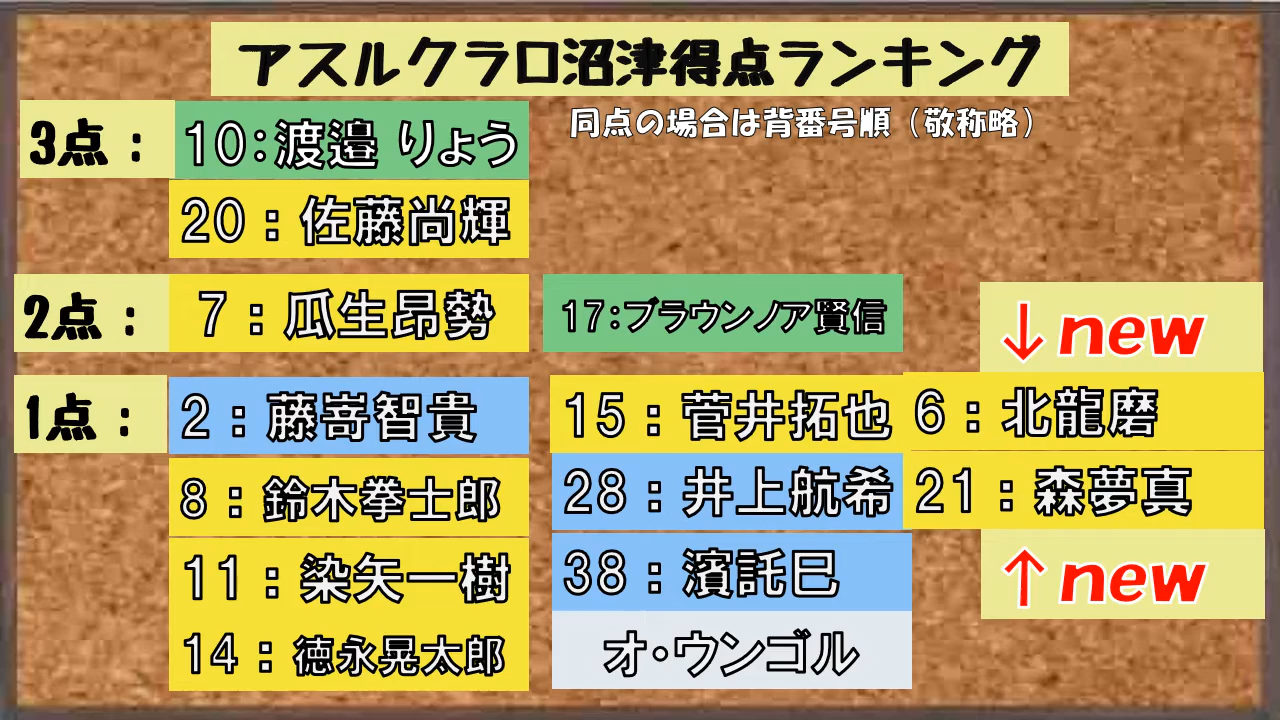 アスルクラロ沼津得点ランキング
同点の場合は背番号順（敬称略）
3点：
10：渡邉 りょう
20：佐藤尚輝
2点：
7：瓜生昂勢
17：ブラウンノア賢信
↓new
1点：
2：藤嵜智貴
15：菅井拓也
6：北龍磨
8：鈴木拳士郎
28：井上航希
21：森夢真
11：染矢一樹
38：濱託巳
↑new
14：徳永晃太郎
オ・ウンゴル